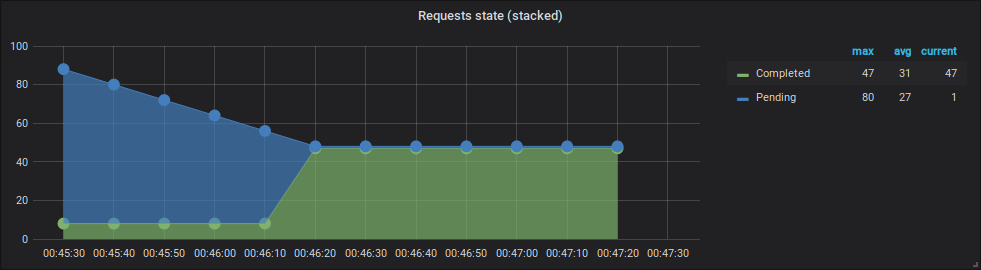 Requests state (stacked)
100
80
60
40
20
0
00:45:30 00:45:40 00:45:50 00:46:00 00:46:10 00:46:20 00:46:30 00:46:40 00:46:50 00:47:00 00:47:10 00:47:20 00:47:30
max avg current
Completed 47 31 47
Pending 80 27 1